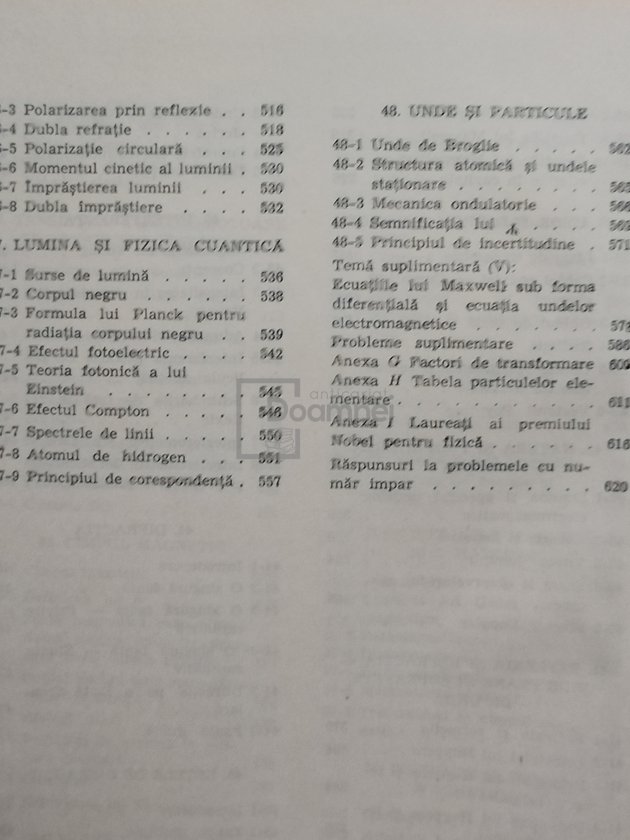 -3 Polarizarea prin reflexie . . 516
-4 Dubla refratie . . . . . . 518
-5 Polarizație circulară . . . 525
-6 Momentul cinetic al luminii . 530
-7 Împrăștierea luminii . . . 530
-8 Dubla împrăștiere . . . . 532
. LUMINA ȘI FIZICA CUANTICĂ
7-1 Surse de lumină . . . . . 536
7-2 Corpul negru . . . . . . 538
7-3 Formula lui Planck pentru
radiația corpului negru . . 539
7-4 Efectul fotoelectric . . . . 542
7-5 Teoria fotonică a lui
Einstein . . . . . . . . 545
7-6 Efectul Compton . . . . 546
7-7 Spectrele de linii . . . . . 550
7-8 Atomul de hidrogen . . . 551
7-9 Principiul de corespondență . 557
48. UNDE ȘI PARTICULE
48-1 Unde de Broglie . . . . . 562
48-2 Structura atomică și undele
staționare . . . . . . . .
48-3 Mecanica ondulatorie . . .
48-4 Semnificația lui . . . .
48-5 Principiul de incertitudine . 571
Temă suplimentară (V):
Ecuațiile lui Maxwell sub forma
diferențială și ecuația undelor
electromagnetice . . . . . . .
Probleme suplimentare . . . . 586
Anexa G Factori de transformare 609
Anexa H Tabela particulelor ele-
mentare . . . . . . . . . . 611
Anexa I Laureați ai premiului
Nobel pentru fizică . . . . . . 616
Răspunsuri la problemele cu nu-
măr impar . . . . . . . . . 620